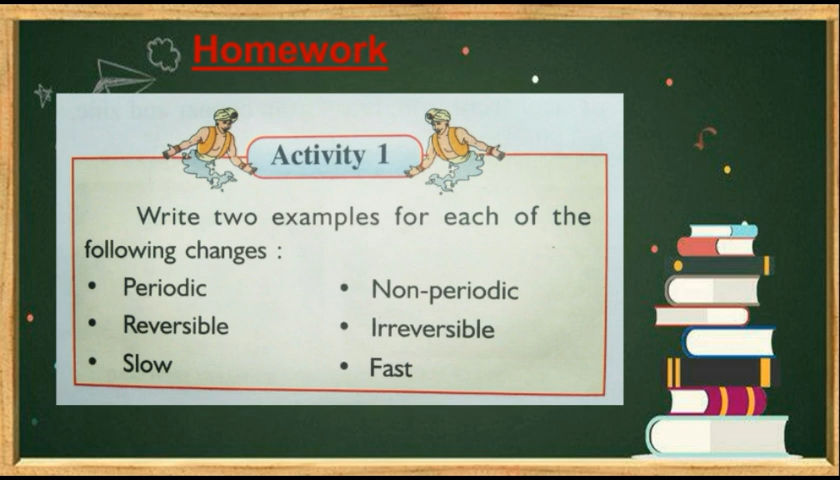 Homework
Activity 1
Write two examples for each of the
following changes :
• Periodic
• Non-periodic
• Reversible
• Irreversible
• Slow
• Fast